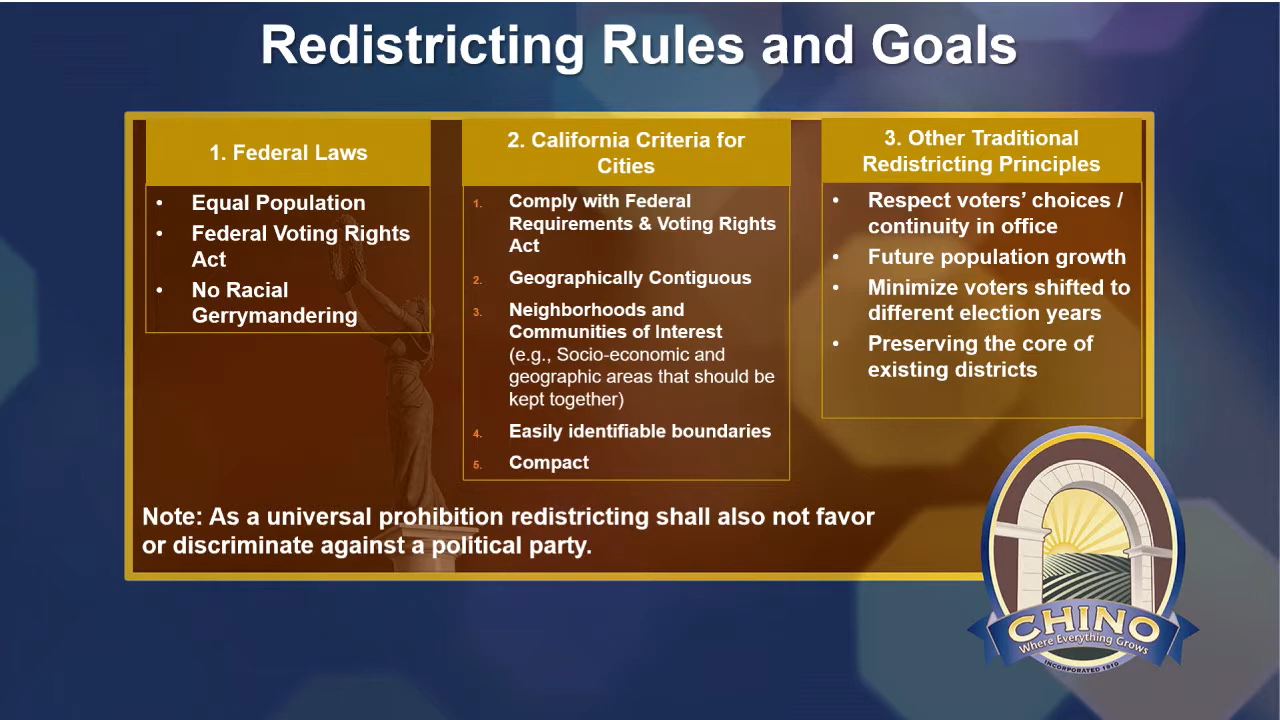 Redistricting Rules and Goals
1. Federal Laws
• Equal Population
• Federal Voting Rights
Act
• No Racial
Gerrymandering
2. California Criteria for
Cities
1. Comply with Federal
Requirements & Voting Rights
Act
2. Geographically Contiguous
3. Neighborhoods and
Communities of Interest
(e.g., Socio-economic and
geographic areas that should be
kept together)
4. Easily identifiable boundaries
5. Compact
3. Other Traditional
Redistricting Principles
• Respect voters’ choices /
continuity in office
• Future population growth
• Minimize voters shifted to
different election years
• Preserving the core of
existing districts
Note: As a universal prohibition redistricting shall also not favor
or discriminate against a political party.
CHINO
Where Everything Grows
INCORPORATED 1910